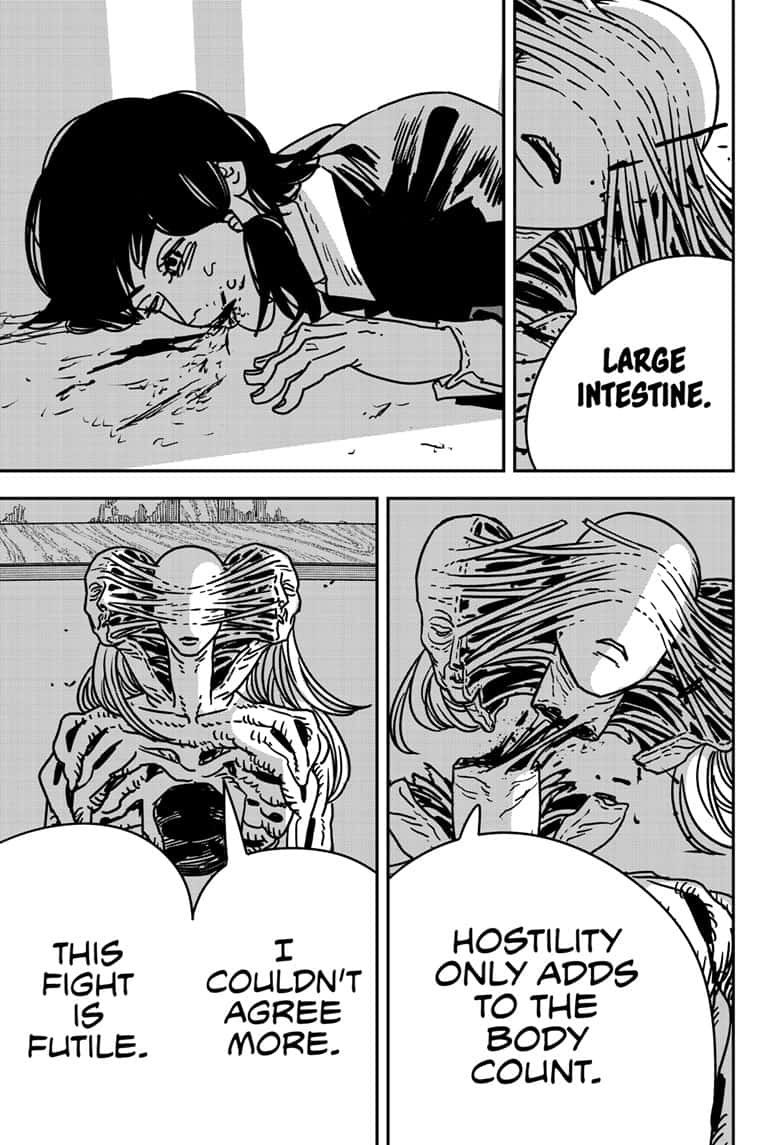 LARGE
INTESTINE.
HOSTILITY
ONLY ADDS
TO THE
BODY
COUNT.
I
COULDN'T
AGREE
MORE.
THIS
FIGHT
IS
FUTILE.